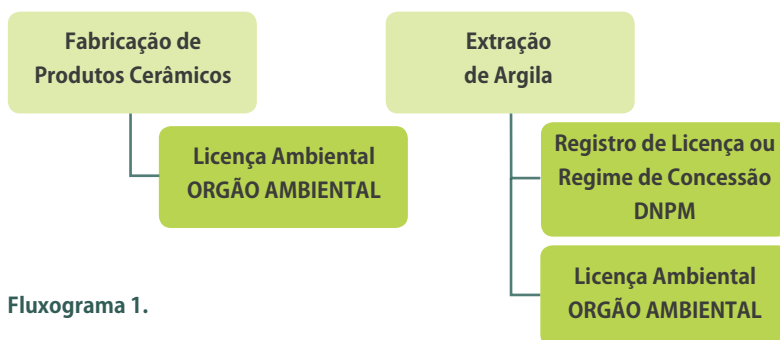 Fabricação de
Produtos Cerâmicos
Licença Ambiental
ORGÃO AMBIENTAL
Extração
de Argila
Registro de Licença ou
Regime de Concessão
DNPM
Licença Ambiental
ORGÃO AMBIENTAL
Fluxograma 1.